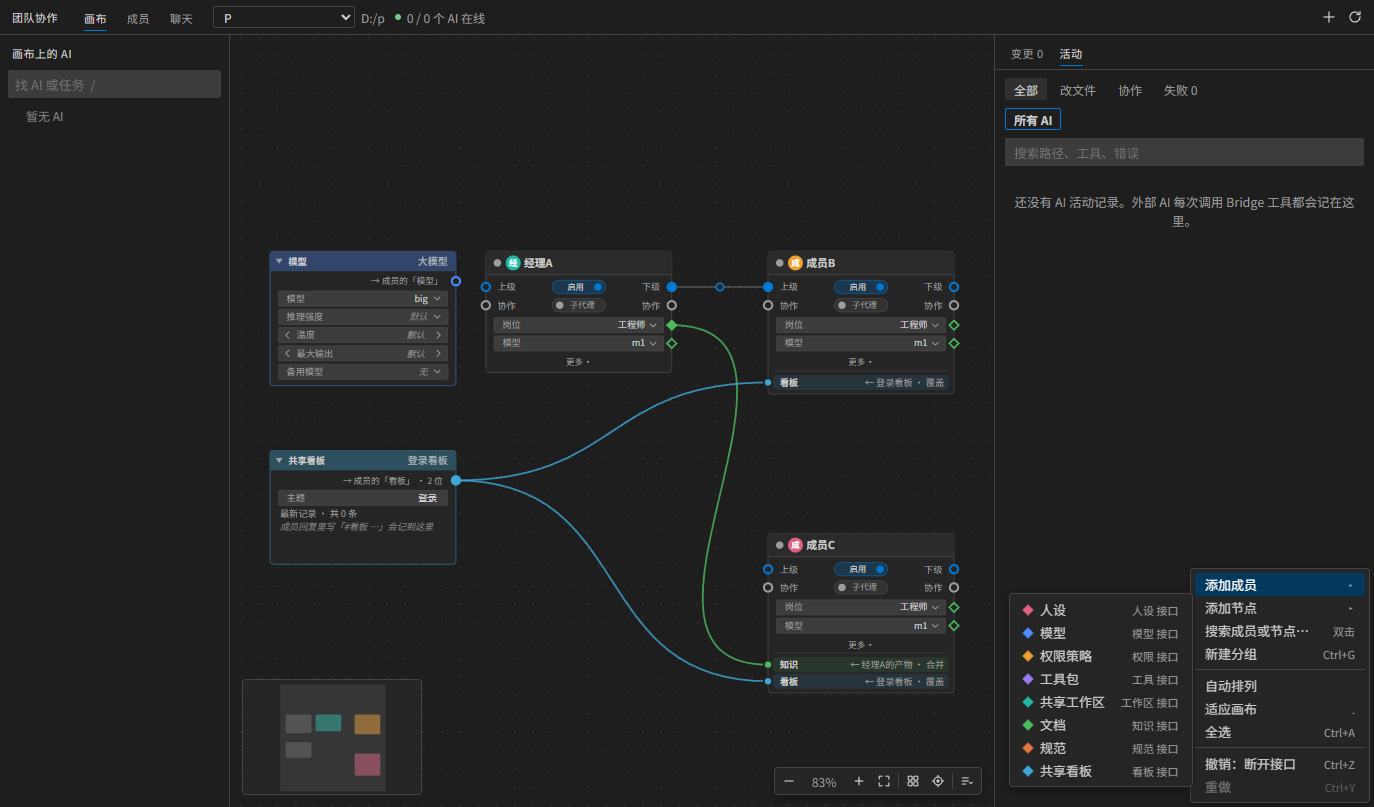 团队协作 画布 成员 聊天 P D:/p 0 / 0 个 AI 在线
画布上的 AI
找 AI 或任务 /
暂无 AI
模型 大模型
→ 成员的「模型」
模型 big
推理强度 默认
温度 默认
最大输出 默认
备用模型 无
共享看板 登录看板
→ 成员的「看板」 · 2 位
主题 登录
最新记录 · 共 0 条
成员回复里写「#看板 …」会记到这里
经 经理A
上级 启用 下级
协作 子代理 协作
岗位 工程师
模型 m1
更多
成 成员B
上级 启用 下级
协作 子代理 协作
岗位 工程师
模型 m1
更多
看板 ← 登录看板 · 覆盖
成 成员C
上级 启用 下级
协作 子代理 协作
岗位 工程师
模型 m1
更多
知识 ← 经理A的产物 · 合并
看板 ← 登录看板 · 覆盖
83%
变更 0 活动
全部 改文件 协作 失败 0
所有 AI
搜索路径、工具、错误
还没有 AI 活动记录。外部 AI 每次调用 Bridge 工具都会记在这
里。
人设 人设 接口
模型 模型 接口
权限策略 权限 接口
工具包 工具 接口
共享工作区 工作区 接口
文档 知识 接口
规范 规范 接口
共享看板 看板 接口
添加成员
添加节点
搜索成员或节点… 双击
新建分组 Ctrl+G
自动排列
适应画布 .
全选 Ctrl+A
撤销：断开接口 Ctrl+Z
重做 Ctrl+Y